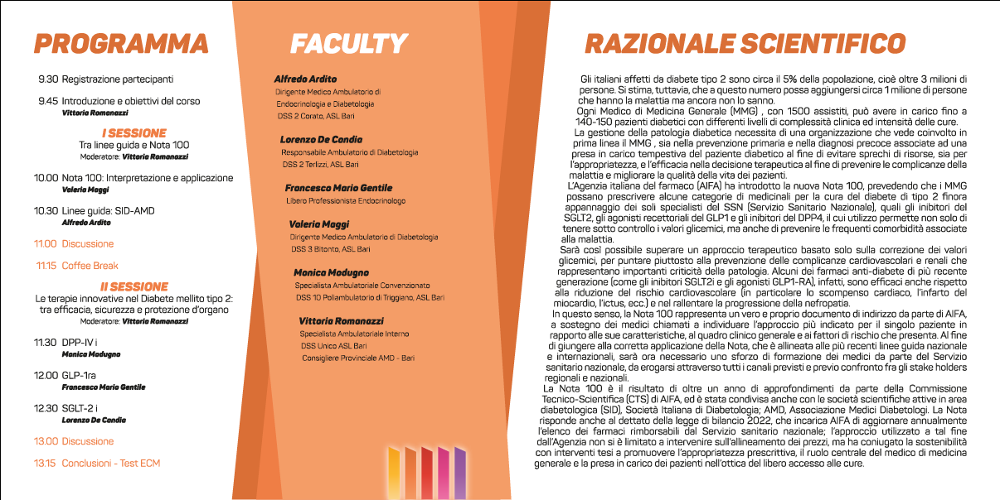 PROGRAMMA
9.30 Registrazione partecipanti
9.45 Introduzione e obiettivi del corso
Vittoria Romanazzi
I SESSIONE
Tra linee guida e Nota 100
Moderatore: Vittoria Romanazzi
10.00 Nota 100: Interpretazione e applicazione
Valeria Maggi
10.30 Linee guida: SID-AMD
Alfredo Ardito
11.00 Discussione
11.15 Coffee Break
II SESSIONE
Le terapie innovative nel Diabete mellito tipo 2:
tra efficacia, sicurezza e protezione d'organo
Moderatore: Vittoria Romanazzi
11.30 DPP-IV i
Monica Modugno
12.00 GLP-1ra
Francesco Mario Gentile
12.30 SGLT-2 i
Lorenzo De Candia
13.00 Discussione
13.15 Conclusioni - Test ECM
FACULTY
Alfredo Ardito
Dirigente Medico Ambulatorio di
Endocrinologia e Diabetologia
DSS 2 Corato, ASL Bari
Lorenzo De Candia
Responsabile Ambulatorio di Diabetologia
DSS 2 Terlizzi, ASL Bari
Francesco Mario Gentile
Libero Professionista Endocrinologo
Valeria Maggi
Dirigente Medico Ambulatorio di Diabetologia
DSS 3 Bitonto, ASL Bari
Monica Modugno
Specialista Ambulatoriale Convenzionato
DSS 10 Poliambulatorio di Triggiano, ASL Bari
Vittoria Romanazzi
Specialista Ambulatoriale Interno
DSS Unico ASL Bari
Consigliere Provinciale AMD - Bari
RAZIONALE SCIENTIFICO
Gli italiani affetti da diabete tipo 2 sono circa il 5% della popolazione, cioè oltre 3 milioni di
persone. Si stima, tuttavia, che a questo numero possa aggiungersi circa 1 milione di persone
che hanno la malattia ma ancora non lo sanno.
Ogni Medico di Medicina Generale (MMG) , con 1500 assistiti, può avere in carico fino a
140-150 pazienti diabetici con differenti livelli di complessità clinica ed intensità delle cure.
La gestione della patologia diabetica necessita di una organizzazione che vede coinvolto in
prima linea il MMG , sia nella prevenzione primaria e nella diagnosi precoce associate ad una
presa in carico tempestiva del paziente diabetico al fine di evitare sprechi di risorse, sia per
l'appropriatezza, e l'efficacia nella decisione terapeutica al fine di prevenire le complicanze della
malattia e migliorare la qualità della vita dei pazienti.
L'Agenzia italiana del farmaco (AIFA) ha introdotto la nuova Nota 100, prevedendo che i MMG
possano prescrivere alcune categorie di medicinali per la cura del diabete di tipo 2 finora
appannaggio dei soli specialisti del SSN (Servizio Sanitario Nazionale), quali gli inibitori del
SGLT2, gli agonisti recettoriali del GLP1 e gli inibitori del DPP4, il cui utilizzo permette non solo di
tenere sotto controllo i valori glicemici, ma anche di prevenire le frequenti comorbidità associate
alla malattia.
Sarà così possibile superare un approccio terapeutico basato solo sulla correzione dei valori
glicemici, per puntare piuttosto alla prevenzione delle complicanze cardiovascolari e renali che
rappresentano importanti criticità della patologia. Alcuni dei farmaci anti-diabete di più recente
generazione (come gli inibitori SGLT2i e gli agonisti GLP1-RA), infatti, sono efficaci anche rispetto
alla riduzione del rischio cardiovascolare (in particolare lo scompenso cardiaco, l'infarto del
miocardio, l'ictus, ecc.) e nel rallentare la progressione della nefropatia.
In questo senso, la Nota 100 rappresenta un vero e proprio documento di indirizzo da parte di AIFA,
a sostegno dei medici chiamati a individuare l'approccio più indicato per il singolo paziente in
rapporto alle sue caratteristiche, al quadro clinico generale e ai fattori di rischio che presenta. Al fine
di giungere alla corretta applicazione della Nota, che è allineata alle più recenti linee guida nazionale
e internazionali, sarà ora necessario uno sforzo di formazione dei medici da parte del Servizio
sanitario nazionale, da erogarsi attraverso tutti i canali previsti e previo confronto fra gli stake holders
regionali e nazionali.
La Nota 100 è il risultato di oltre un anno di approfondimenti da parte della Commissione
Tecnico-Scientifica (CTS) di AIFA, ed è stata condivisa anche con le società scientifiche attive in area
diabetologica (SID), Società Italiana di Diabetologia; AMD, Associazione Medici Diabetologi. La Nota
risponde anche al dettato della legge di bilancio 2022, che incarica AIFA di aggiornare annualmente
l'elenco dei farmaci rimborsabili dal Servizio sanitario nazionale; l'approccio utilizzato a tal fine
dall'Agenzia non si è limitato a intervenire sull'allineamento dei prezzi, ma ha coniugato la sostenibilità
con interventi tesi a promuovere l'appropriatezza prescrittiva, il ruolo centrale del medico di medicina
generale e la presa in carico dei pazienti nell'ottica del libero accesso alle cure.